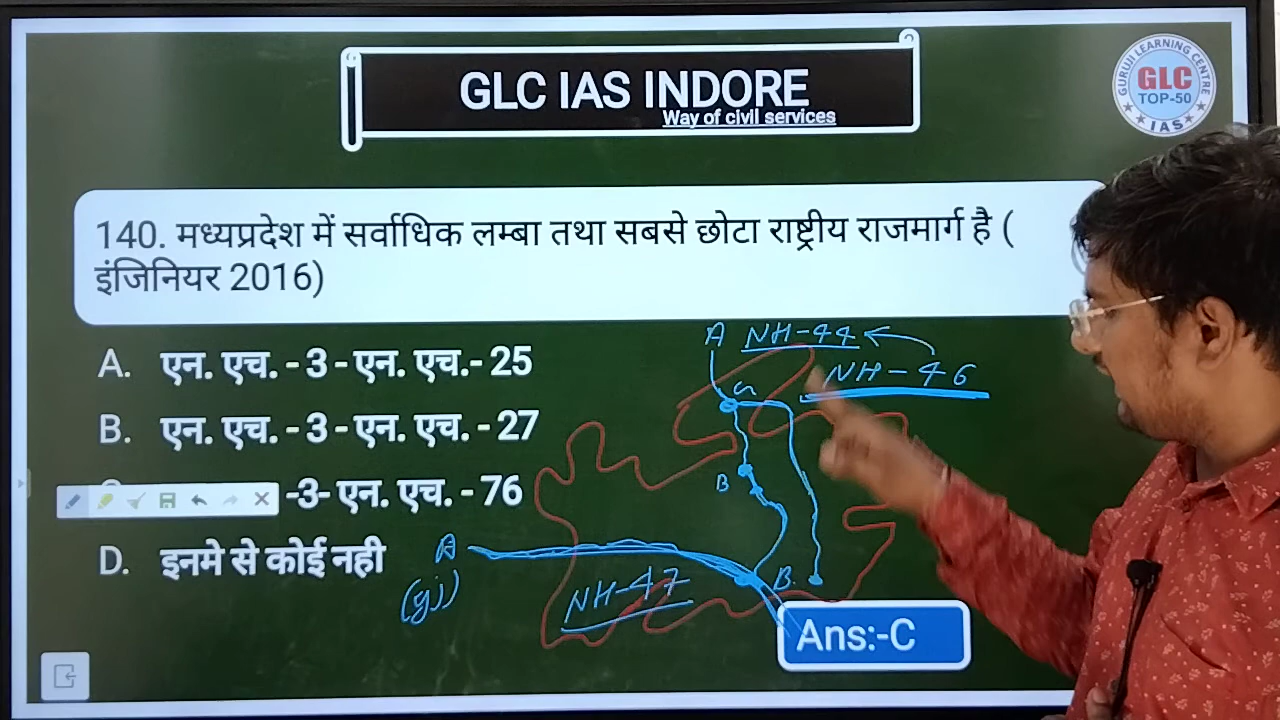 GLC IAS INDORE
Way of civil services
GURUJI LEARNING CENTRE
GLC
TOP-50
IAS
140. मध्यप्रदेश में सर्वाधिक लम्बा तथा सबसे छोटा राष्ट्रीय राजमार्ग है (
इंजिनियर 2016)
A. एन. एच. - 3 - एन. एच.- 25
B. एन. एच. - 3 - एन. एच. - 27
-3- एन. एच. - 76
D. इनमे से कोई नही
A NH-44
NH-46
G
B
A
(gj)
NH-47
B
Ans:-C